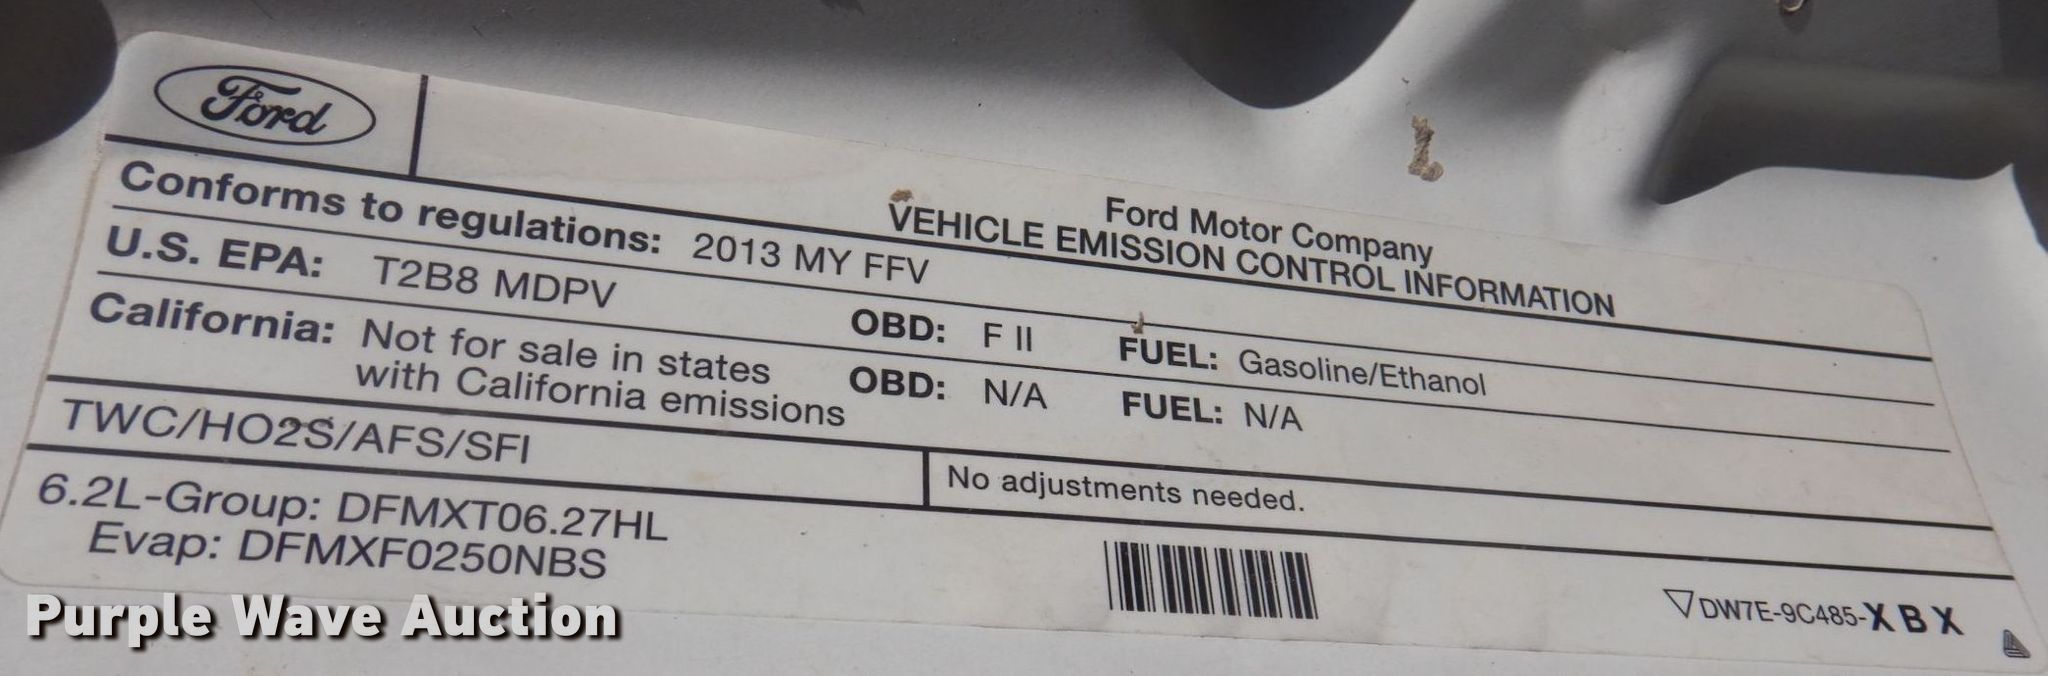 Ford
Ford Motor Company
VEHICLE EMISSION CONTROL INFORMATION
Conforms to regulations: 2013 MY FFV
U.S. EPA: T2B8 MDPV OBD: F II FUEL: Gasoline/Ethanol
California: Not for sale in states
with California emissions OBD: N/A FUEL: N/A
TWC/HO2S/AFS/SFI
No adjustments needed.
6.2L-Group: DFMXT06.27HL
Evap: DFMXF0250NBS
DW7E-9C485-XBX
Purple Wave Auction